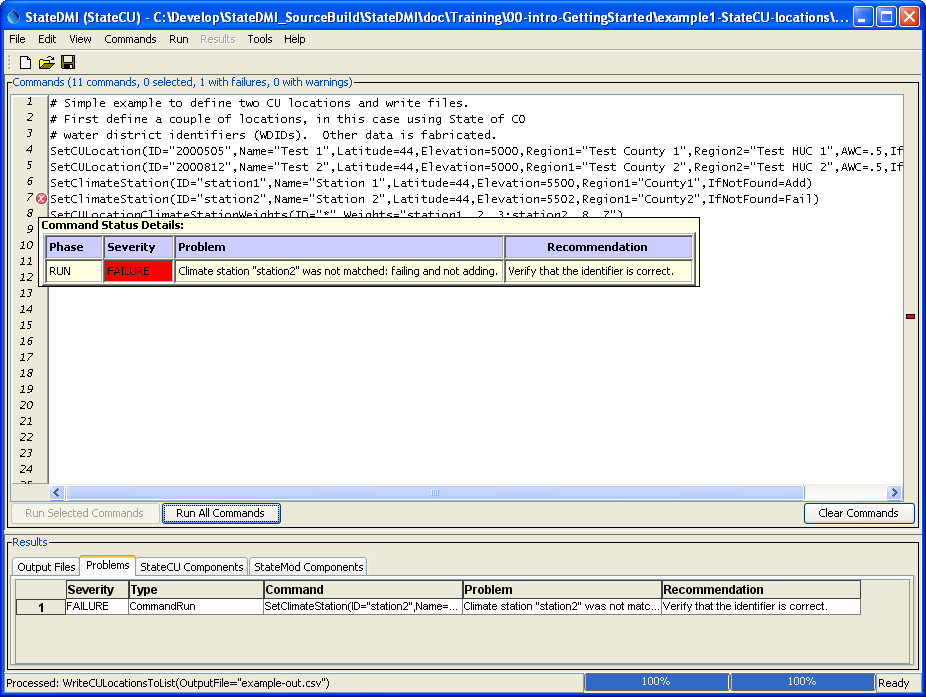 StateDMI (StateCU) - C:\Develop\StateDMI_SourceBuild\StateDMI\doc\Training\00-intro-GettingStarted\example1-StateCU-locations\...
File Edit View Commands Run Results Tools Help
Commands (11 commands, 0 selected, 1 with failures, 0 with warnings)
1 # Simple example to define two CU locations and write files.
2 # First define a couple of locations, in this case using State of CO
3 # water district identifiers (WDIDs).  Other data is fabricated.
4 SetCULocation(ID="2000505",Name="Test 1",Latitude=44,Elevation=5000,Region1="Test County 1",Region2="Test HUC 1",AWC=.5,If
5 SetCULocation(ID="2000812",Name="Test 2",Latitude=44,Elevation=5000,Region1="Test County 2",Region2="Test HUC 2",AWC=.5,If
6 SetClimateStation(ID="station1",Name="Station 1",Latitude=44,Elevation=5500,Region1="County1",IfNotFound=Add)
7 SetClimateStation(ID="station2",Name="Station 2",Latitude=44,Elevation=5502,Region1="County2",IfNotFound=Fail)
8 SetCULocationClimateStationWeights(ID="*",Weights="station1,.2,.3;station2,.8,.7")
9
Command Status Details:
10
Phase Severity Problem Recommendation
11
RUN FAILURE Climate station "station2" was not matched: failing and not adding. Verify that the identifier is correct.
12
13
14
15
16
17
18
19
20
21
22
23
24
25
Run Selected Commands Run All Commands Clear Commands
Results
Output Files Problems StateCU Components StateMod Components
Severity Type Command Problem Recommendation
1 FAILURE CommandRun SetClimateStation(ID="station2",Name=... Climate station "station2" was not matc... Verify that the identifier is correct.
Processed: WriteCULocationsToList(OutputFile="example-out.csv") 100% 100% Ready